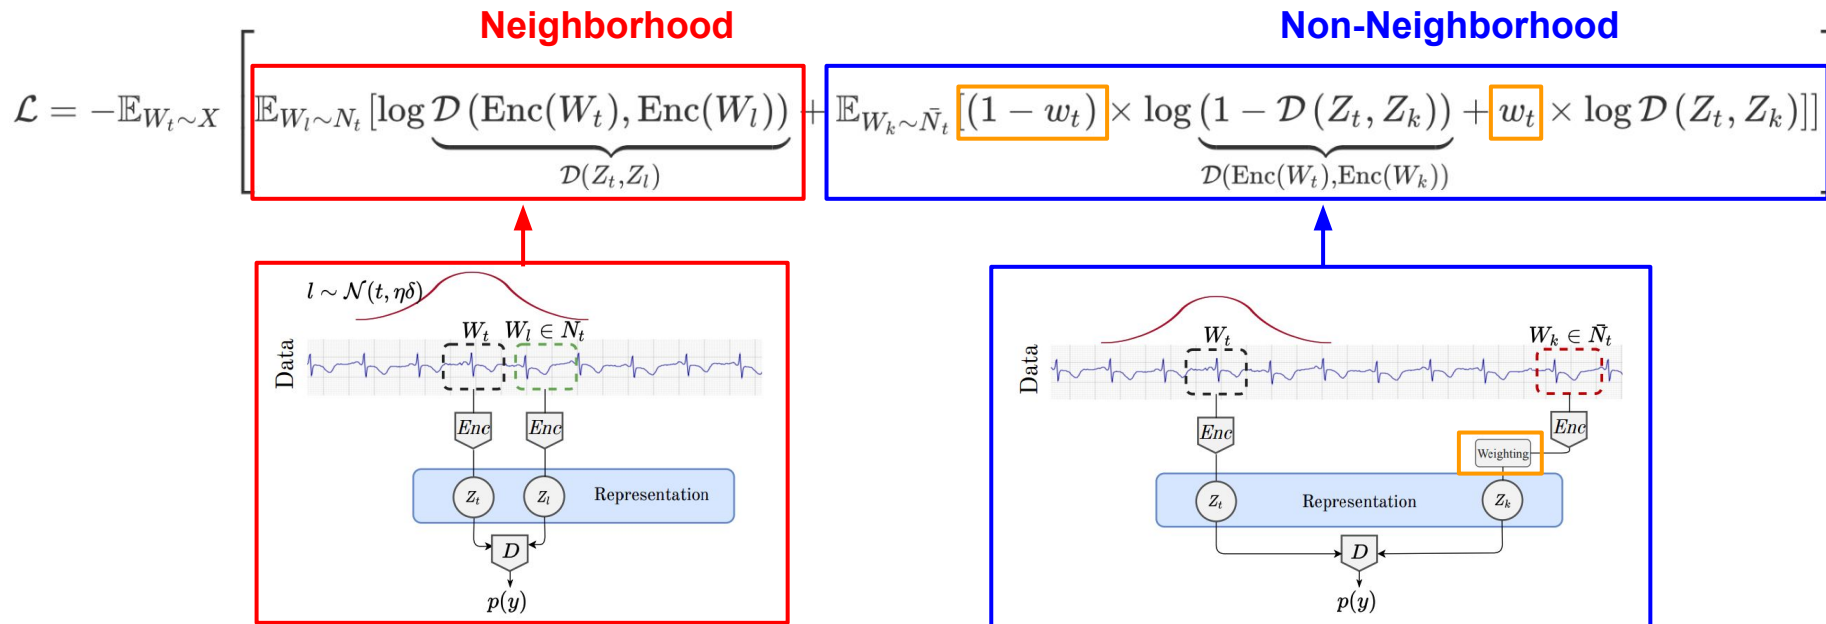 Neighborhood
Non-Neighborhood
ℒ = −𝔼_{W_t∼X} [𝔼_{W_l∼N_t}[log 𝒟(Enc(W_t), Enc(W_l)) + 𝔼_{W_k∼N̄_t}[(1 − w_t) × log (1 − 𝒟(Z_t, Z_k)) + w_t × log 𝒟(Z_t, Z_k)]]]
𝒟(Z_t,Z_l)
𝒟(Enc(W_t),Enc(W_k))
l ∼ 𝒩(t, ηδ)
W_t
W_l ∈ N_t
Data
Enc
Enc
Z_t
Z_l
Representation
D
p(y)
W_t
W_k ∈ N̄_t
Data
Enc
Enc
Weighting
Z_t
Representation
Z_k
D
p(y)